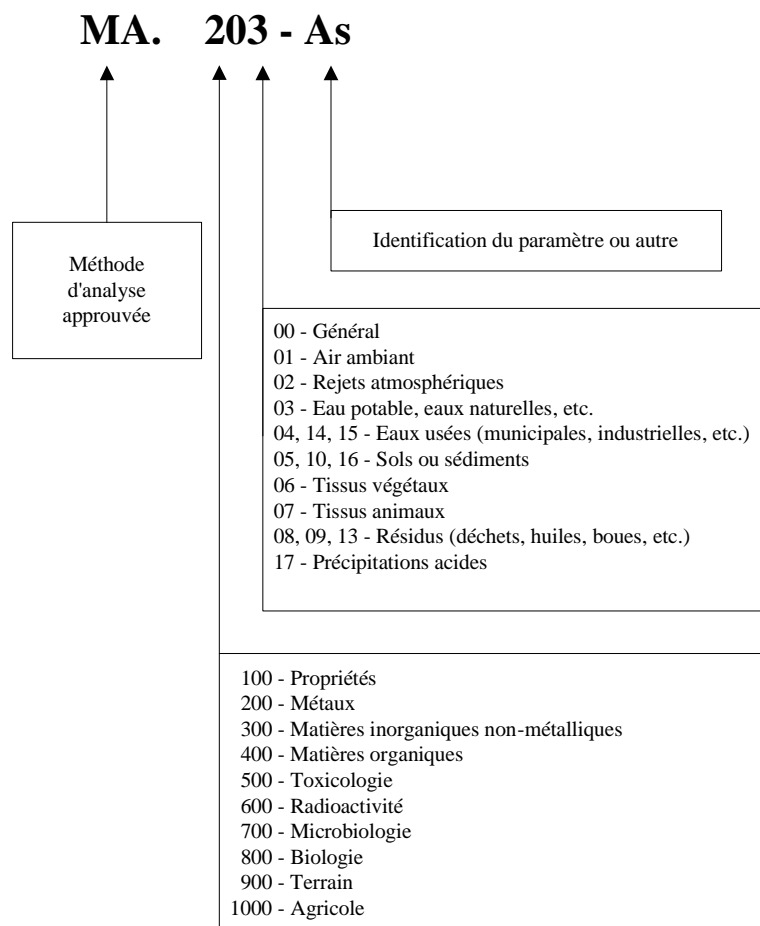 MA. 203 - As
Méthode
d'analyse
approuvée
Identification du paramètre ou autre
00 - Général
01 - Air ambiant
02 - Rejets atmosphériques
03 - Eau potable, eaux naturelles, etc.
04, 14, 15 - Eaux usées (municipales, industrielles, etc.)
05, 10, 16 - Sols ou sédiments
06 - Tissus végétaux
07 - Tissus animaux
08, 09, 13 - Résidus (déchets, huiles, boues, etc.)
17 - Précipitations acides
100 - Propriétés
200 - Métaux
300 - Matières inorganiques non-métalliques
400 - Matières organiques
500 - Toxicologie
600 - Radioactivité
700 - Microbiologie
800 - Biologie
900 - Terrain
1000 - Agricole